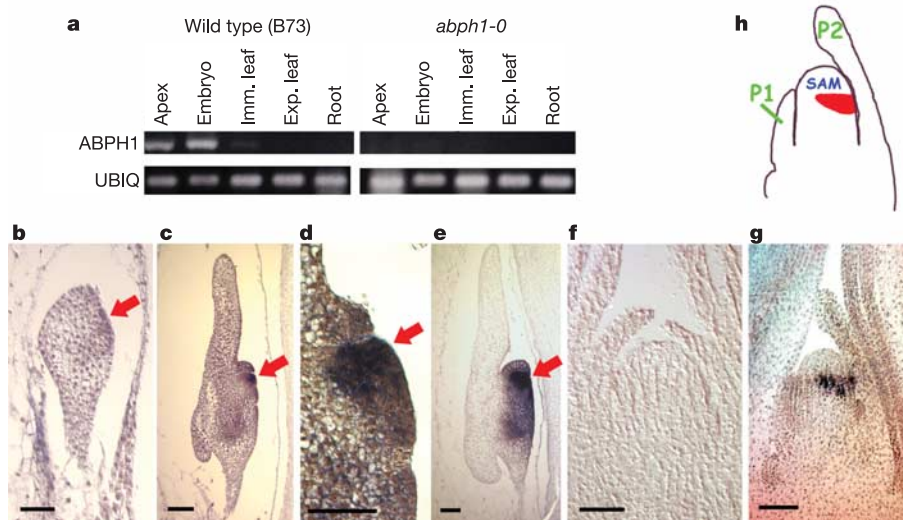 a
Wild type (B73)
abph1-0
h
Apex
Embryo
Imm. leaf
Exp. leaf
Root
Apex
Embryo
Imm. leaf
Exp. leaf
Root
ABPH1
UBIQ
P2
SAM
P1
b
c
d
e
f
g